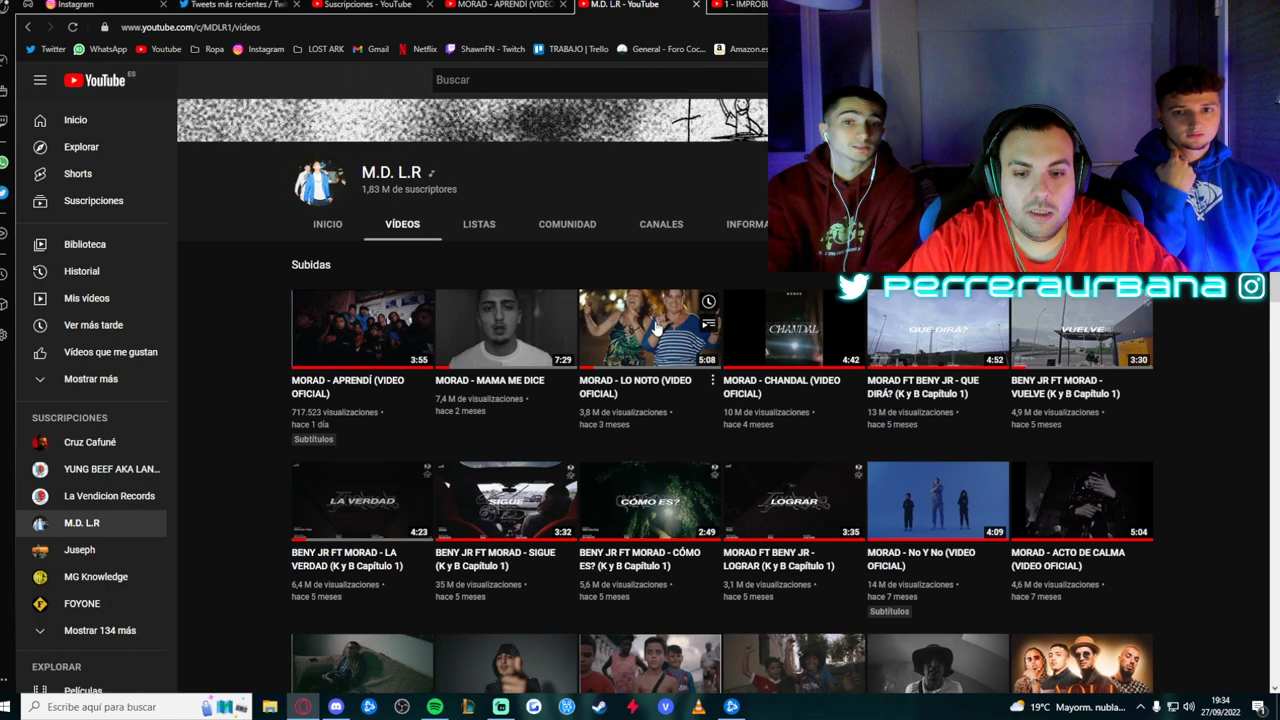 Instagram
Twitter
Teets más recientes / Twi
Suscripciones - YouTube
MORAD - APRENDÍ (VIDEO
M.D. L.R - YouTube
www.youtube.com/c/MDLR1/videos
Twitter
WhatsApp
Youtube
Ropa
Instagram
LOST ARK
Gmail
Netflix
ShawnFN - Twitch
TRABAJO | Trello
General - Foro Coc...
Amazon.es
YouTube ES
Buscar
Inicio
Explorar
Shorts
Suscripciones
Biblioteca
Historial
Mis vídeos
Ver más tarde
Vídeos que me gustan
Mostrar más
SUSCRIPCIONES
Cruz Cafuné
YUNG BEEF AKA LAN...
La Vendicion Records
M.D. L.R
Juseph
MG Knowledge
FOYONE
Mostrar 134 más
EXPLORAR
Películas
M.D. L.R
1,83 M de suscriptores
INICIO
VÍDEOS
LISTAS
COMUNIDAD
CANALES
INFORMA
PERRERAURBANA
Subidas
3:55
7:29
5:08
CHANDAL
4:42
QUE DIRÁ?
4:52
VUELVE
3:30
MORAD - APRENDÍ (VIDEO
OFICIAL)
717.523 visualizaciones •
hace 1 día
Subtítulos
MORAD - MAMA ME DICE
7,4 M de visualizaciones •
hace 2 meses
MORAD - LO NOTO (VIDEO
OFICIAL)
3,8 M de visualizaciones •
hace 3 meses
MORAD - CHANDAL (VIDEO
OFICIAL)
10 M de visualizaciones •
hace 4 meses
MORAD FT BENY JR - QUE
DIRÁ? (K y B Capítulo 1)
13 M de visualizaciones •
hace 5 meses
BENY JR FT MORAD -
VUELVE (K y B Capítulo 1)
4,9 M de visualizaciones •
hace 5 meses
LA VERDAD
4:23
SIGUE
3:32
CÓMO ES?
2:49
LOGRAR
3:35
4:09
5:04
BENY JR FT MORAD - LA
VERDAD (K y B Capítulo 1)
6,4 M de visualizaciones •
hace 5 meses
BENY JR FT MORAD - SIGUE
(K y B Capítulo 1)
35 M de visualizaciones •
hace 5 meses
BENY JR FT MORAD - CÓMO
ES? (K y B Capítulo 1)
5,6 M de visualizaciones •
hace 5 meses
MORAD FT BENY JR -
LOGRAR (K y B Capítulo 1)
3,1 M de visualizaciones •
hace 5 meses
MORAD - No Y No (VIDEO
OFICIAL)
14 M de visualizaciones •
hace 7 meses
Subtítulos
MORAD - ACTO DE CALMA
(VIDEO OFICIAL)
4,6 M de visualizaciones •
hace 7 meses
Escribe aquí para buscar
19°C Mayorm. nubla...
19:34
27/09/2022